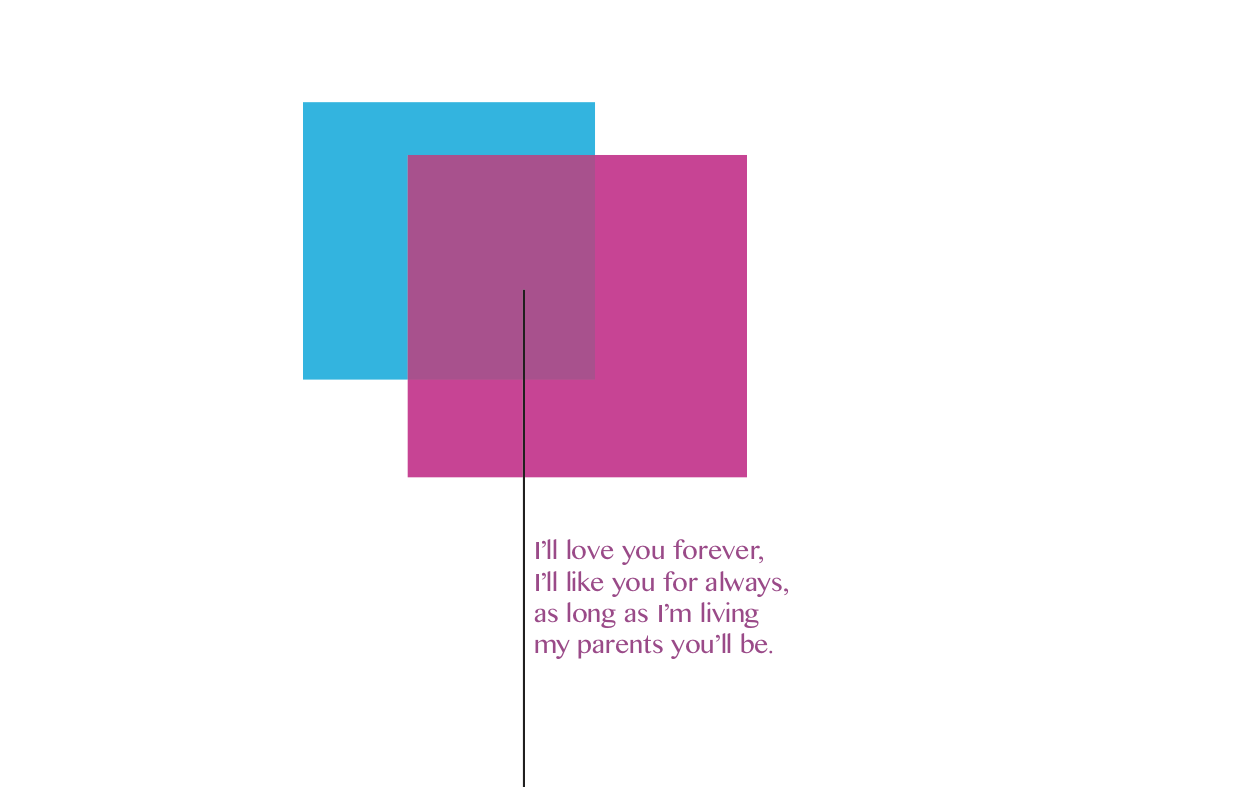 I’ll love you forever,
I’ll like you for always,
as long as I’m living
my parents you’ll be.